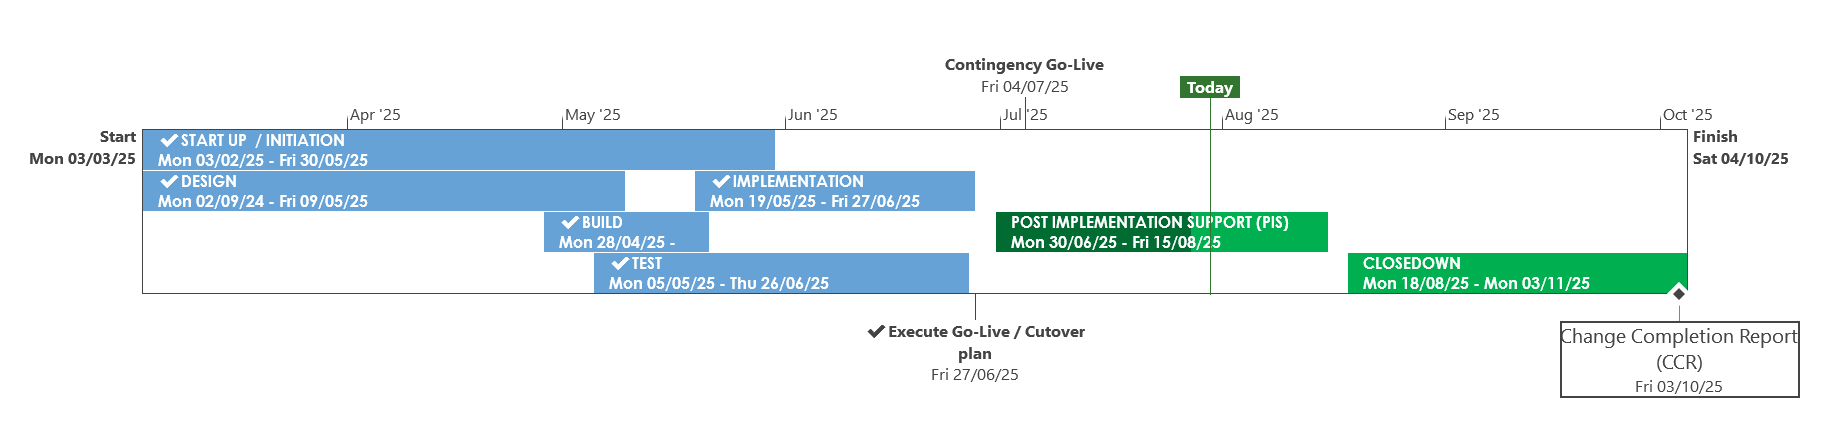 Contingency Go-Live
Fri 04/07/25
Today
Apr '25
May '25
Jun '25
Jul '25
Aug '25
Sep '25
Oct '25
Start
Mon 03/03/25
Finish
Sat 04/10/25
START UP / INITIATION
Mon 03/02/25 - Fri 30/05/25
DESIGN
Mon 02/09/24 - Fri 09/05/25
IMPLEMENTATION
Mon 19/05/25 - Fri 27/06/25
BUILD
Mon 28/04/25 -
POST IMPLEMENTATION SUPPORT (PIS)
Mon 30/06/25 - Fri 15/08/25
TEST
Mon 05/05/25 - Thu 26/06/25
CLOSEDOWN
Mon 18/08/25 - Mon 03/11/25
Execute Go-Live / Cutover
plan
Fri 27/06/25
Change Completion Report
(CCR)
Fri 03/10/25